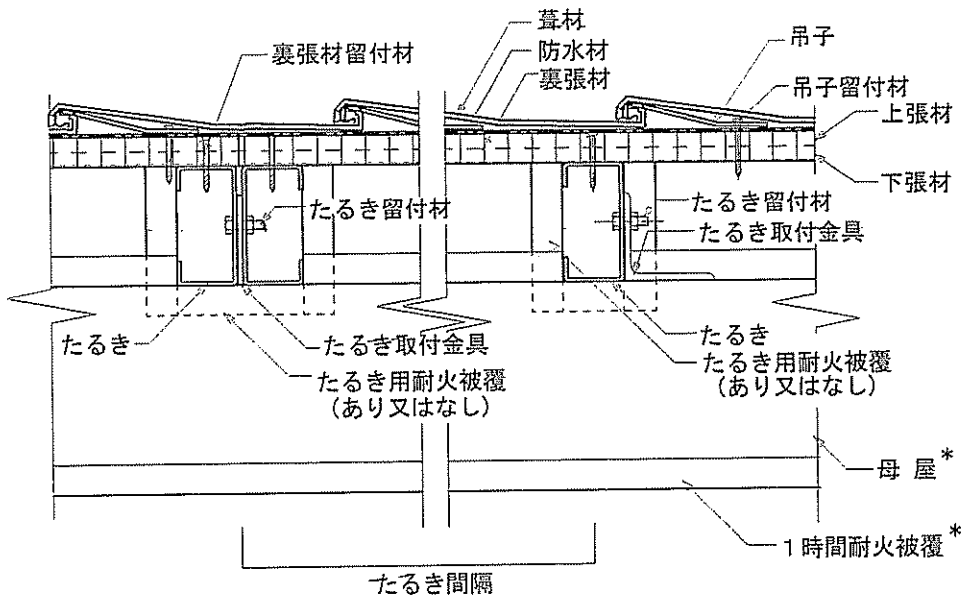 葺材
防水材
裏張材
裏張材留付材
吊子
吊子留付材
上張材
下張材
たるき留付材
たるき留付材
たるき取付金具
たるき
たるき取付金具
たるき用耐火被覆
(あり又はなし)
たるき
たるき用耐火被覆
(あり又はなし)
母屋*
1時間耐火被覆*
たるき間隔